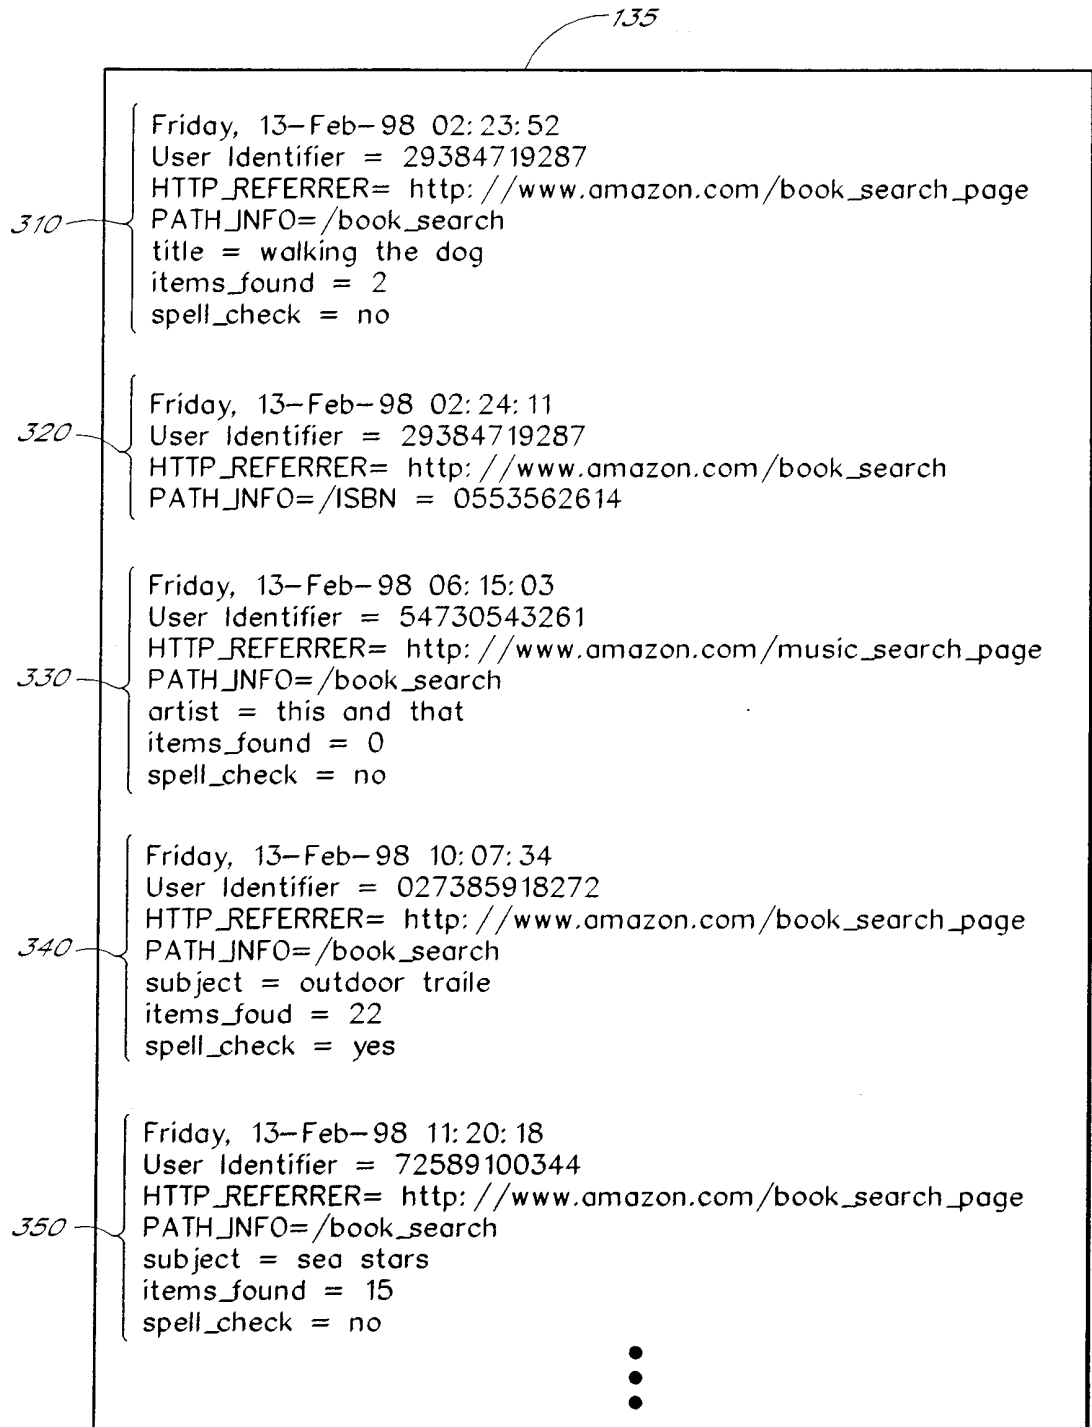 135
Friday, 13-Feb-98 02:23:52
User Identifier = 29384719287
HTTP_REFERRER= http://www.amazon.com/book_search_page
310
PATH_INFO=/book_search
title = walking the dog
items_found = 2
spell_check = no
Friday, 13-Feb-98 02:24:11
320
User Identifier = 29384719287
HTTP_REFERRER= http://www.amazon.com/book_search
PATH_INFO=/ISBN = 0553562614
Friday, 13-Feb-98 06:15:03
User Identifier = 54730543261
HTTP_REFERRER= http://www.amazon.com/music_search_page
330
PATH_INFO=/book_search
artist = this and that
items_found = 0
spell_check = no
Friday, 13-Feb-98 10:07:34
User Identifier = 027385918272
HTTP_REFERRER= http://www.amazon.com/book_search_page
340
PATH_INFO=/book_search
subject = outdoor traile
items_foud = 22
spell_check = yes
Friday, 13-Feb-98 11:20:18
User Identifier = 72589100344
HTTP_REFERRER= http://www.amazon.com/book_search_page
350
PATH_INFO=/book_search
subject = sea stars
items_found = 15
spell_check = no